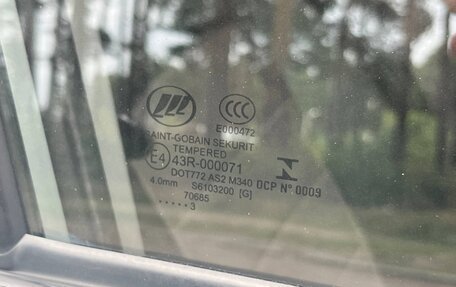 CCC
E000472
SAINT-GOBAIN SEKURIT
TEMPERED
E4 43R-000071
DOT772 AS2 M340
4.0mm S6103200 [G]
70685
..... 3
OCP N° 0009